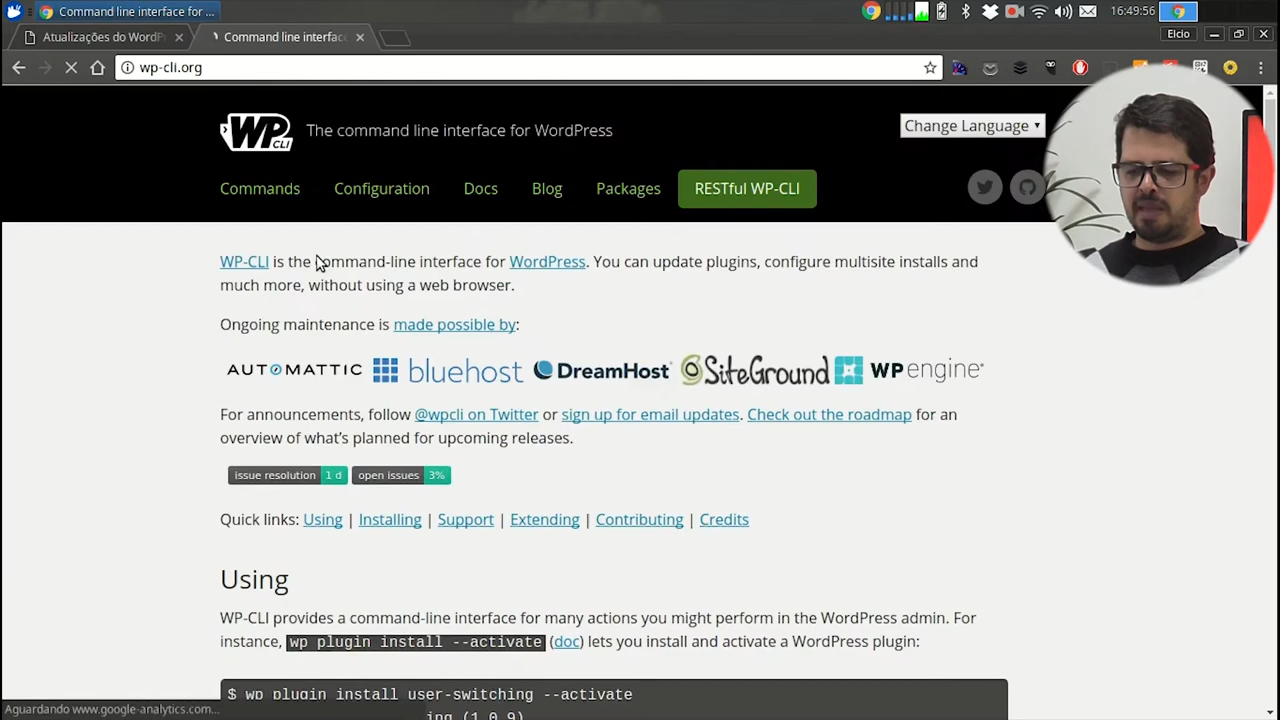 Command line interface for ...
16:49:56
Atualizações do WordP
Command line interfac
Elcio
wp-cli.org
WP CLI
The command line interface for WordPress
Change Language
Commands
Configuration
Docs
Blog
Packages
RESTful WP-CLI
WP-CLI is the command-line interface for WordPress. You can update plugins, configure multisite installs and
much more, without using a web browser.
Ongoing maintenance is made possible by:
AUTOMATTIC bluehost DreamHost SiteGround WP engine
For announcements, follow @wpcli on Twitter or sign up for email updates. Check out the roadmap for an
overview of what's planned for upcoming releases.
issue resolution 1 d open issues 3%
Quick links: Using | Installing | Support | Extending | Contributing | Credits
Using
WP-CLI provides a command-line interface for many actions you might perform in the WordPress admin. For
instance, wp plugin install --activate (doc) lets you install and activate a WordPress plugin:
$ wp plugin install user-switching --activate
ing (1.0.9)
Aguardando www.google-analytics.com...